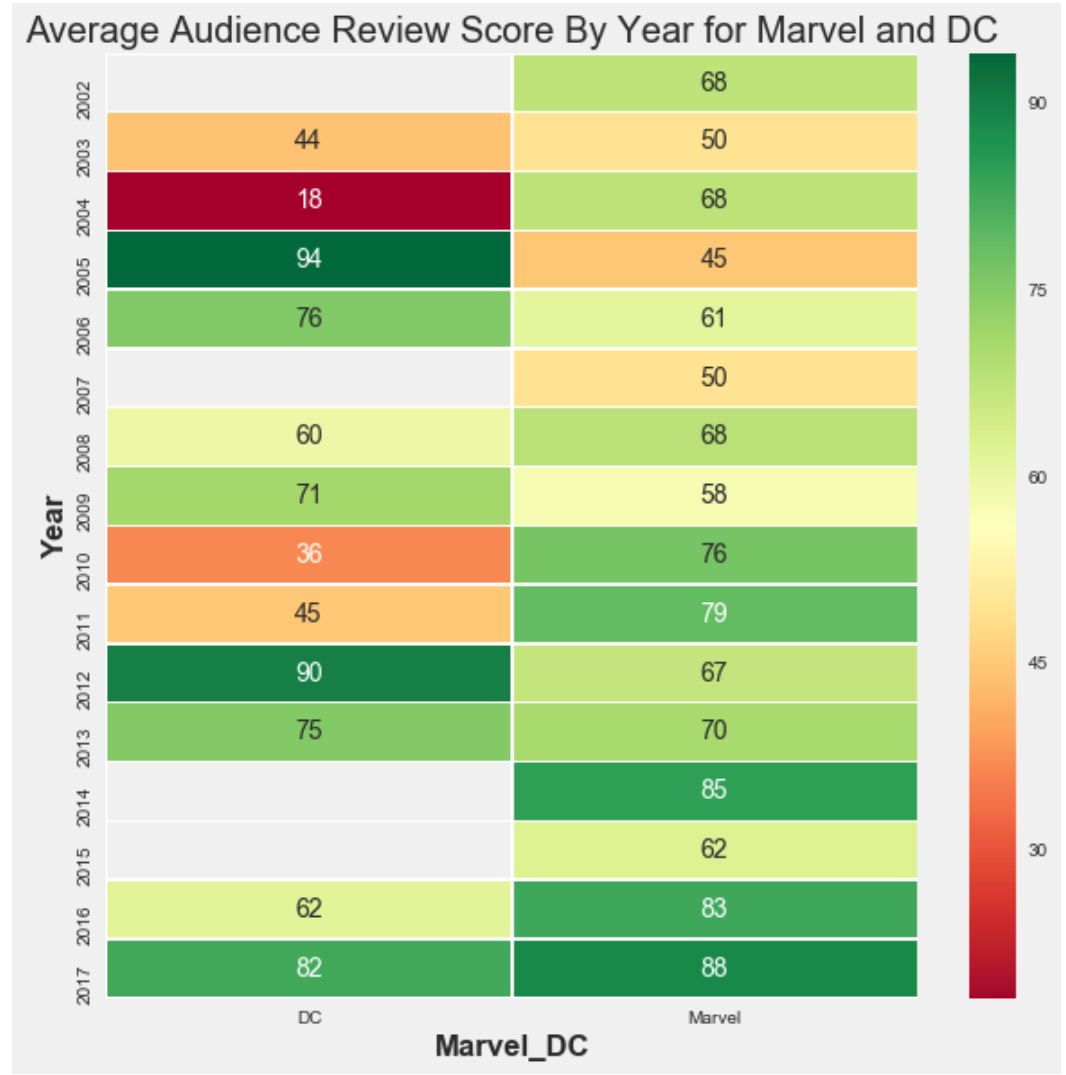 Average Audience Review Score By Year for Marvel and DC
2002 68
2003 44 50
2004 18 68
2005 94 45
2006 76 61
2007 50
2008 60 68
2009 71 58
2010 36 76
2011 45 79
2012 90 67
2013 75 70
2014 85
2015 62
2016 62 83
2017 82 88
Year
DC Marvel
Marvel_DC
90
75
60
45
30